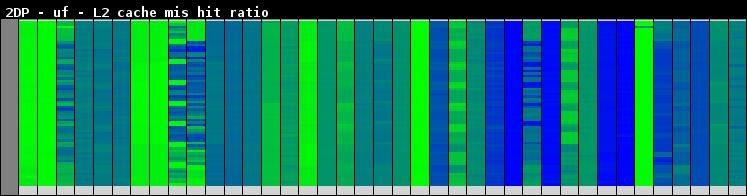 2DP - uf - L2 cache mis hit ratio